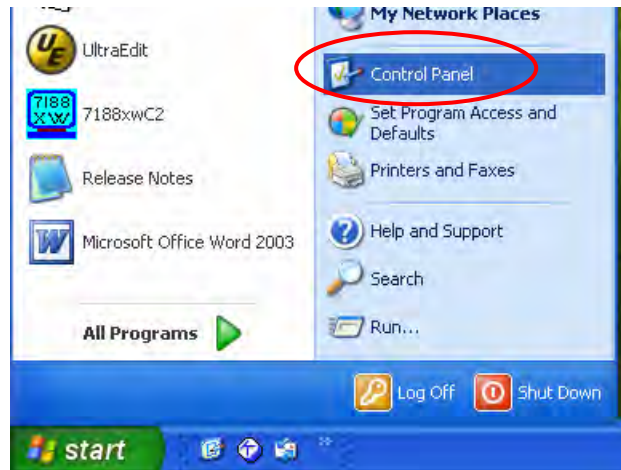 My Network Places
UE
UltraEdit
Control Panel
7188
XW
7188xwC2
Set Program Access and
Defaults
Release Notes
Printers and Faxes
W
Microsoft Office Word 2003
Help and Support
Search
All Programs
Run...
Log Off
Shut Down
start